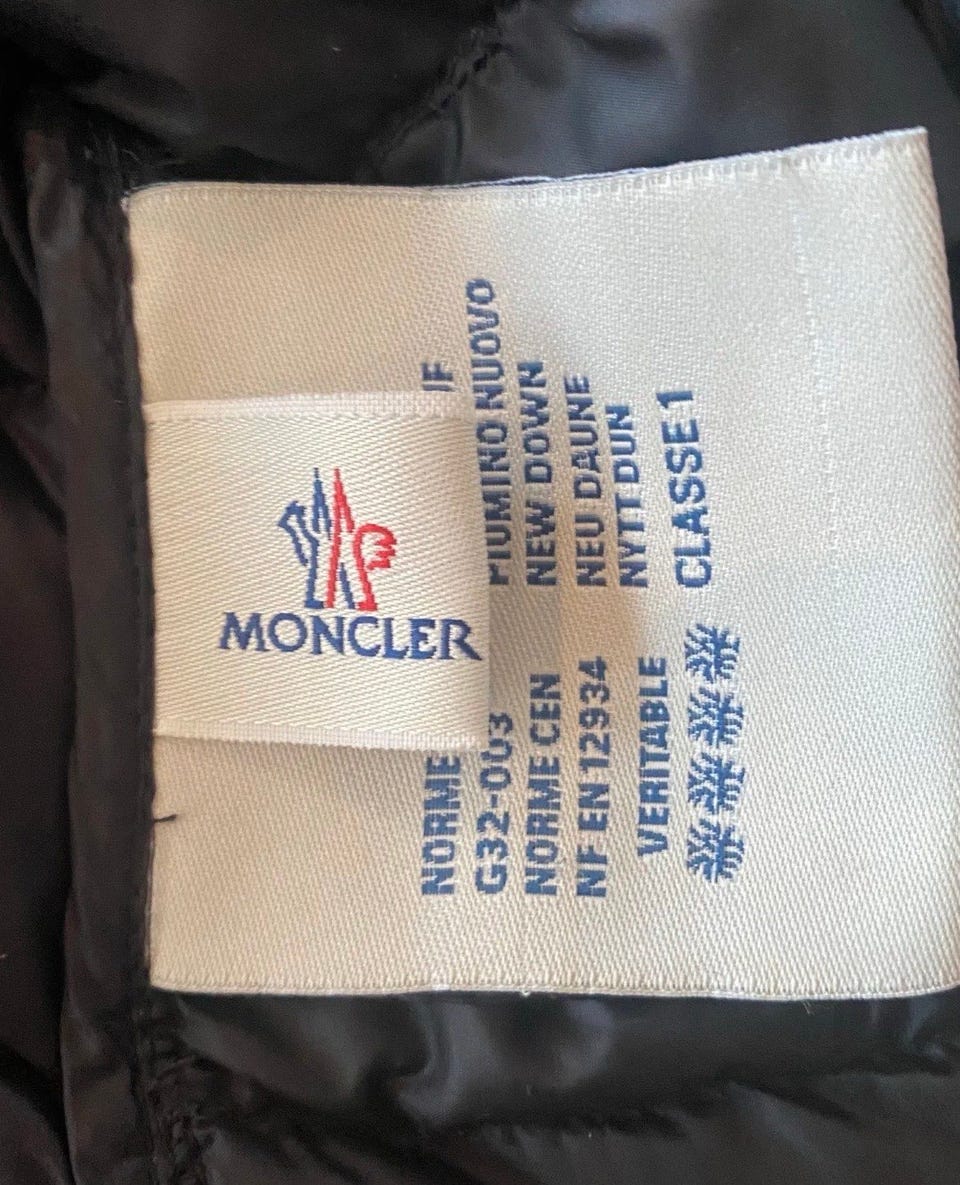 MONCLER
NORME
G32-003 PIUMINO NUOVO
NORME CEN NEW DOWN
NF EN 12934 NEU DAUNE
NYTT DUN
VERITABLE
CLASSE 1